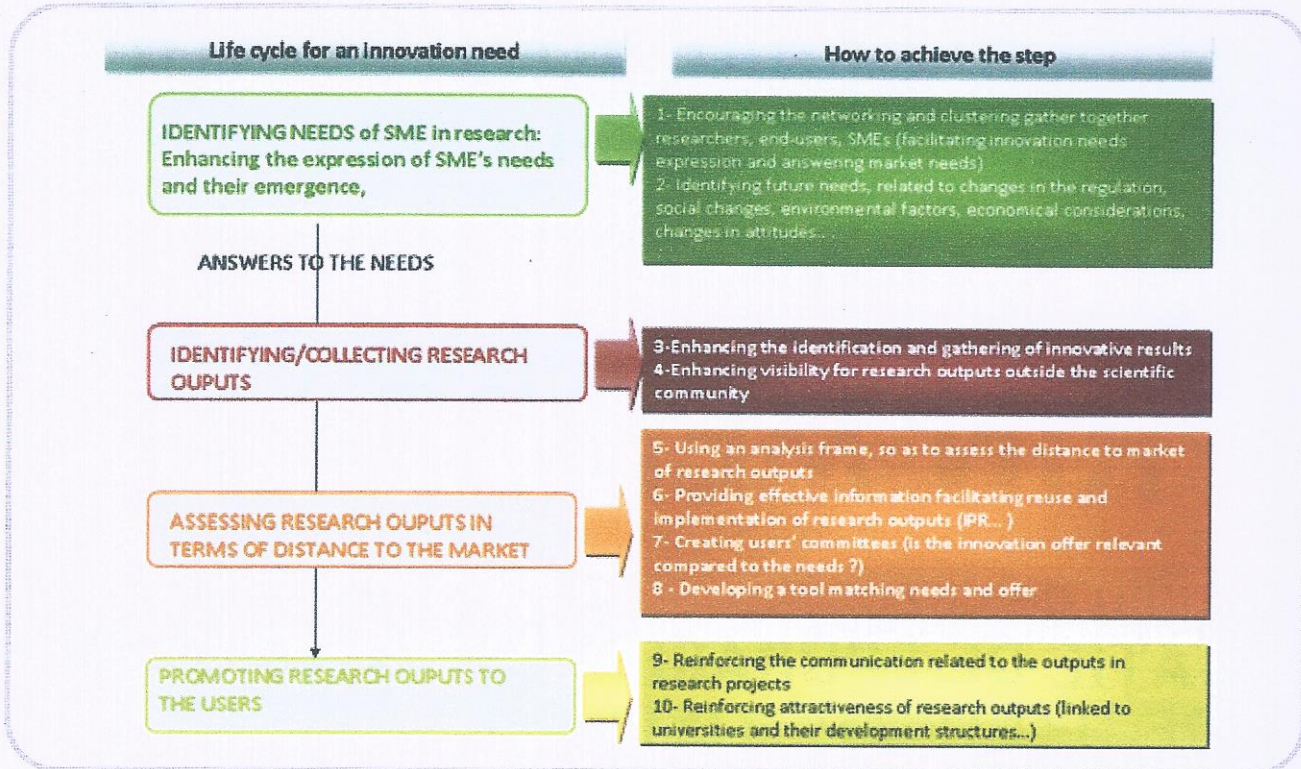 Life cycle for an innovation need
How to achieve the step
IDENTIFYING NEEDS of SME in research:
Enhancing the expression of SME's needs
and their emergence,
1- Encouraging the networking and clustering gather together
researchers, end-users, SMEs (facilitating innovation needs
expression and answering market needs)
2- Identifying future needs, related to changes in the regulation,
social changes, environmental factors, economical considerations,
changes in attitudes...
ANSWERS TO THE NEEDS
IDENTIFYING/COLLECTING RESEARCH
OUPUTS
3-Enhancing the identification and gathering of innovative results
4-Enhancing visibility for research outputs outside the scientific
community
ASSESSING RESEARCH OUPUTS IN
TERMS OF DISTANCE TO THE MARKET
5- Using an analysis frame, so as to assess the distance to market
of research outputs
6- Providing effective information facilitating reuse and
implementation of research outputs (IPR... )
7- Creating users' committees (is the innovation offer relevant
compared to the needs ?)
8 - Developing a tool matching needs and offer
PROMOTING RESEARCH OUPUTS TO
THE USERS
9- Reinforcing the communication related to the outputs in
research projects
10- Reinforcing attractiveness of research outputs (linked to
universities and their development structures...)